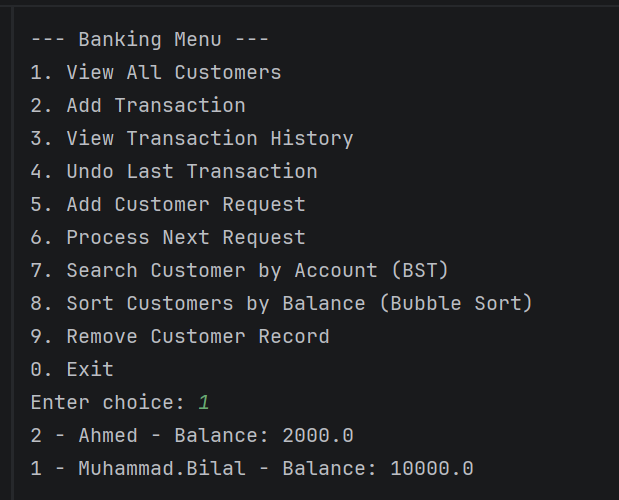 --- Banking Menu ---
1. View All Customers
2. Add Transaction
3. View Transaction History
4. Undo Last Transaction
5. Add Customer Request
6. Process Next Request
7. Search Customer by Account (BST)
8. Sort Customers by Balance (Bubble Sort)
9. Remove Customer Record
0. Exit
Enter choice: 1
2 - Ahmed - Balance: 2000.0
1 - Muhammad.Bilal - Balance: 10000.0